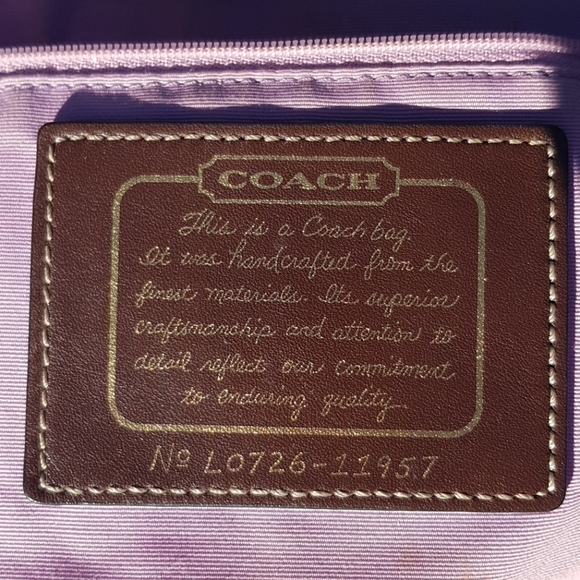 COACH
This is a Coach bag.
It was handcrafted from the
finest materials. Its superior
craftsmanship and attention to
detail reflect our commitment
to enduring quality.
Nº L0726-11957